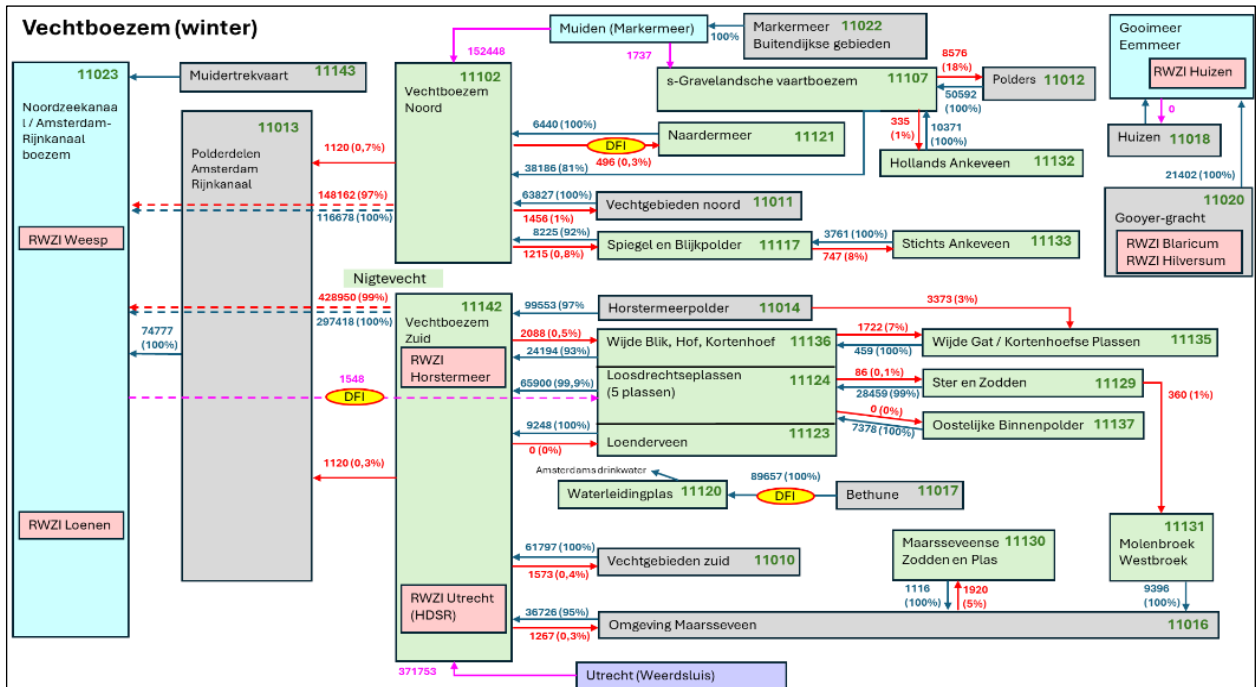 Vechtboezem (winter)
Muiden (Markermeer)
100%
Markermeer 11022
Buitendijkse gebieden
Gooimeer
Eemmeer
RWZI Huizen
152448
1737
8576
(18%)
11023
Noordzeekanaa
l / Amsterdam-
Rijnkanaal
boezem
Muidertrekvaart 11143
11102
Vechtboezem
Noord
s-Gravelandsche vaartboezem 11107
Polders 11012
50592
(100%)
0
11013
Polderdelen
Amsterdam
Rijnkanaal
6440 (100%)
DFI
496 (0,3%)
Naardermeer 11121
335
(1%)
10371
(100%)
Hollands Ankeveen 11132
Huizen 11018
1120 (0,7%)
38186 (81%)
21402 (100%)
148162 (97%)
116678 (100%)
63827 (100%)
1456 (1%)
Vechtgebieden noord 11011
11020
Gooyer-gracht
RWZI Blaricum
RWZI Hilversum
RWZI Weesp
8225 (92%)
1215 (0,8%)
Spiegel en Blijkpolder 11117
3761 (100%)
747 (8%)
Stichts Ankeveen 11133
Nigtevecht
428950 (99%)
297418 (100%)
11142
Vechtboezem
Zuid
RWZI
Horstermeer
99553 (97%
Horstermeerpolder 11014
3373 (3%)
74777
(100%)
2088 (0,5%)
24194 (93%)
Wijde Blik, Hof, Kortenhoef 11136
1722 (7%)
459 (100%)
Wijde Gat / Kortenhoefse Plassen 11135
1548
DFI
65900 (99,9%)
Loosdrechtseplassen
(5 plassen)
11124
86 (0,1%)
28459 (99%)
Ster en Zodden 11129
360 (1%)
9248 (100%)
0 (0%)
Loenderveen 11123
0 (0%)
7378 (100%)
Oostelijke Binnenpolder 11137
1120 (0,3%)
Amsterdams drinkwater
Waterleidingplas 11120
89657 (100%)
DFI
Bethune 11017
RWZI Loenen
61797 (100%)
1573 (0,4%)
Vechtgebieden zuid 11010
Maarsseveense 11130
Zodden en Plas
11131
Molenbroek
Westbroek
RWZI Utrecht
(HDSR)
1116
(100%)
1920
(5%)
9396
(100%)
36726 (95%)
1267 (0,3%)
Omgeving Maarsseveen 11016
371753
Utrecht (Weerdsluis)